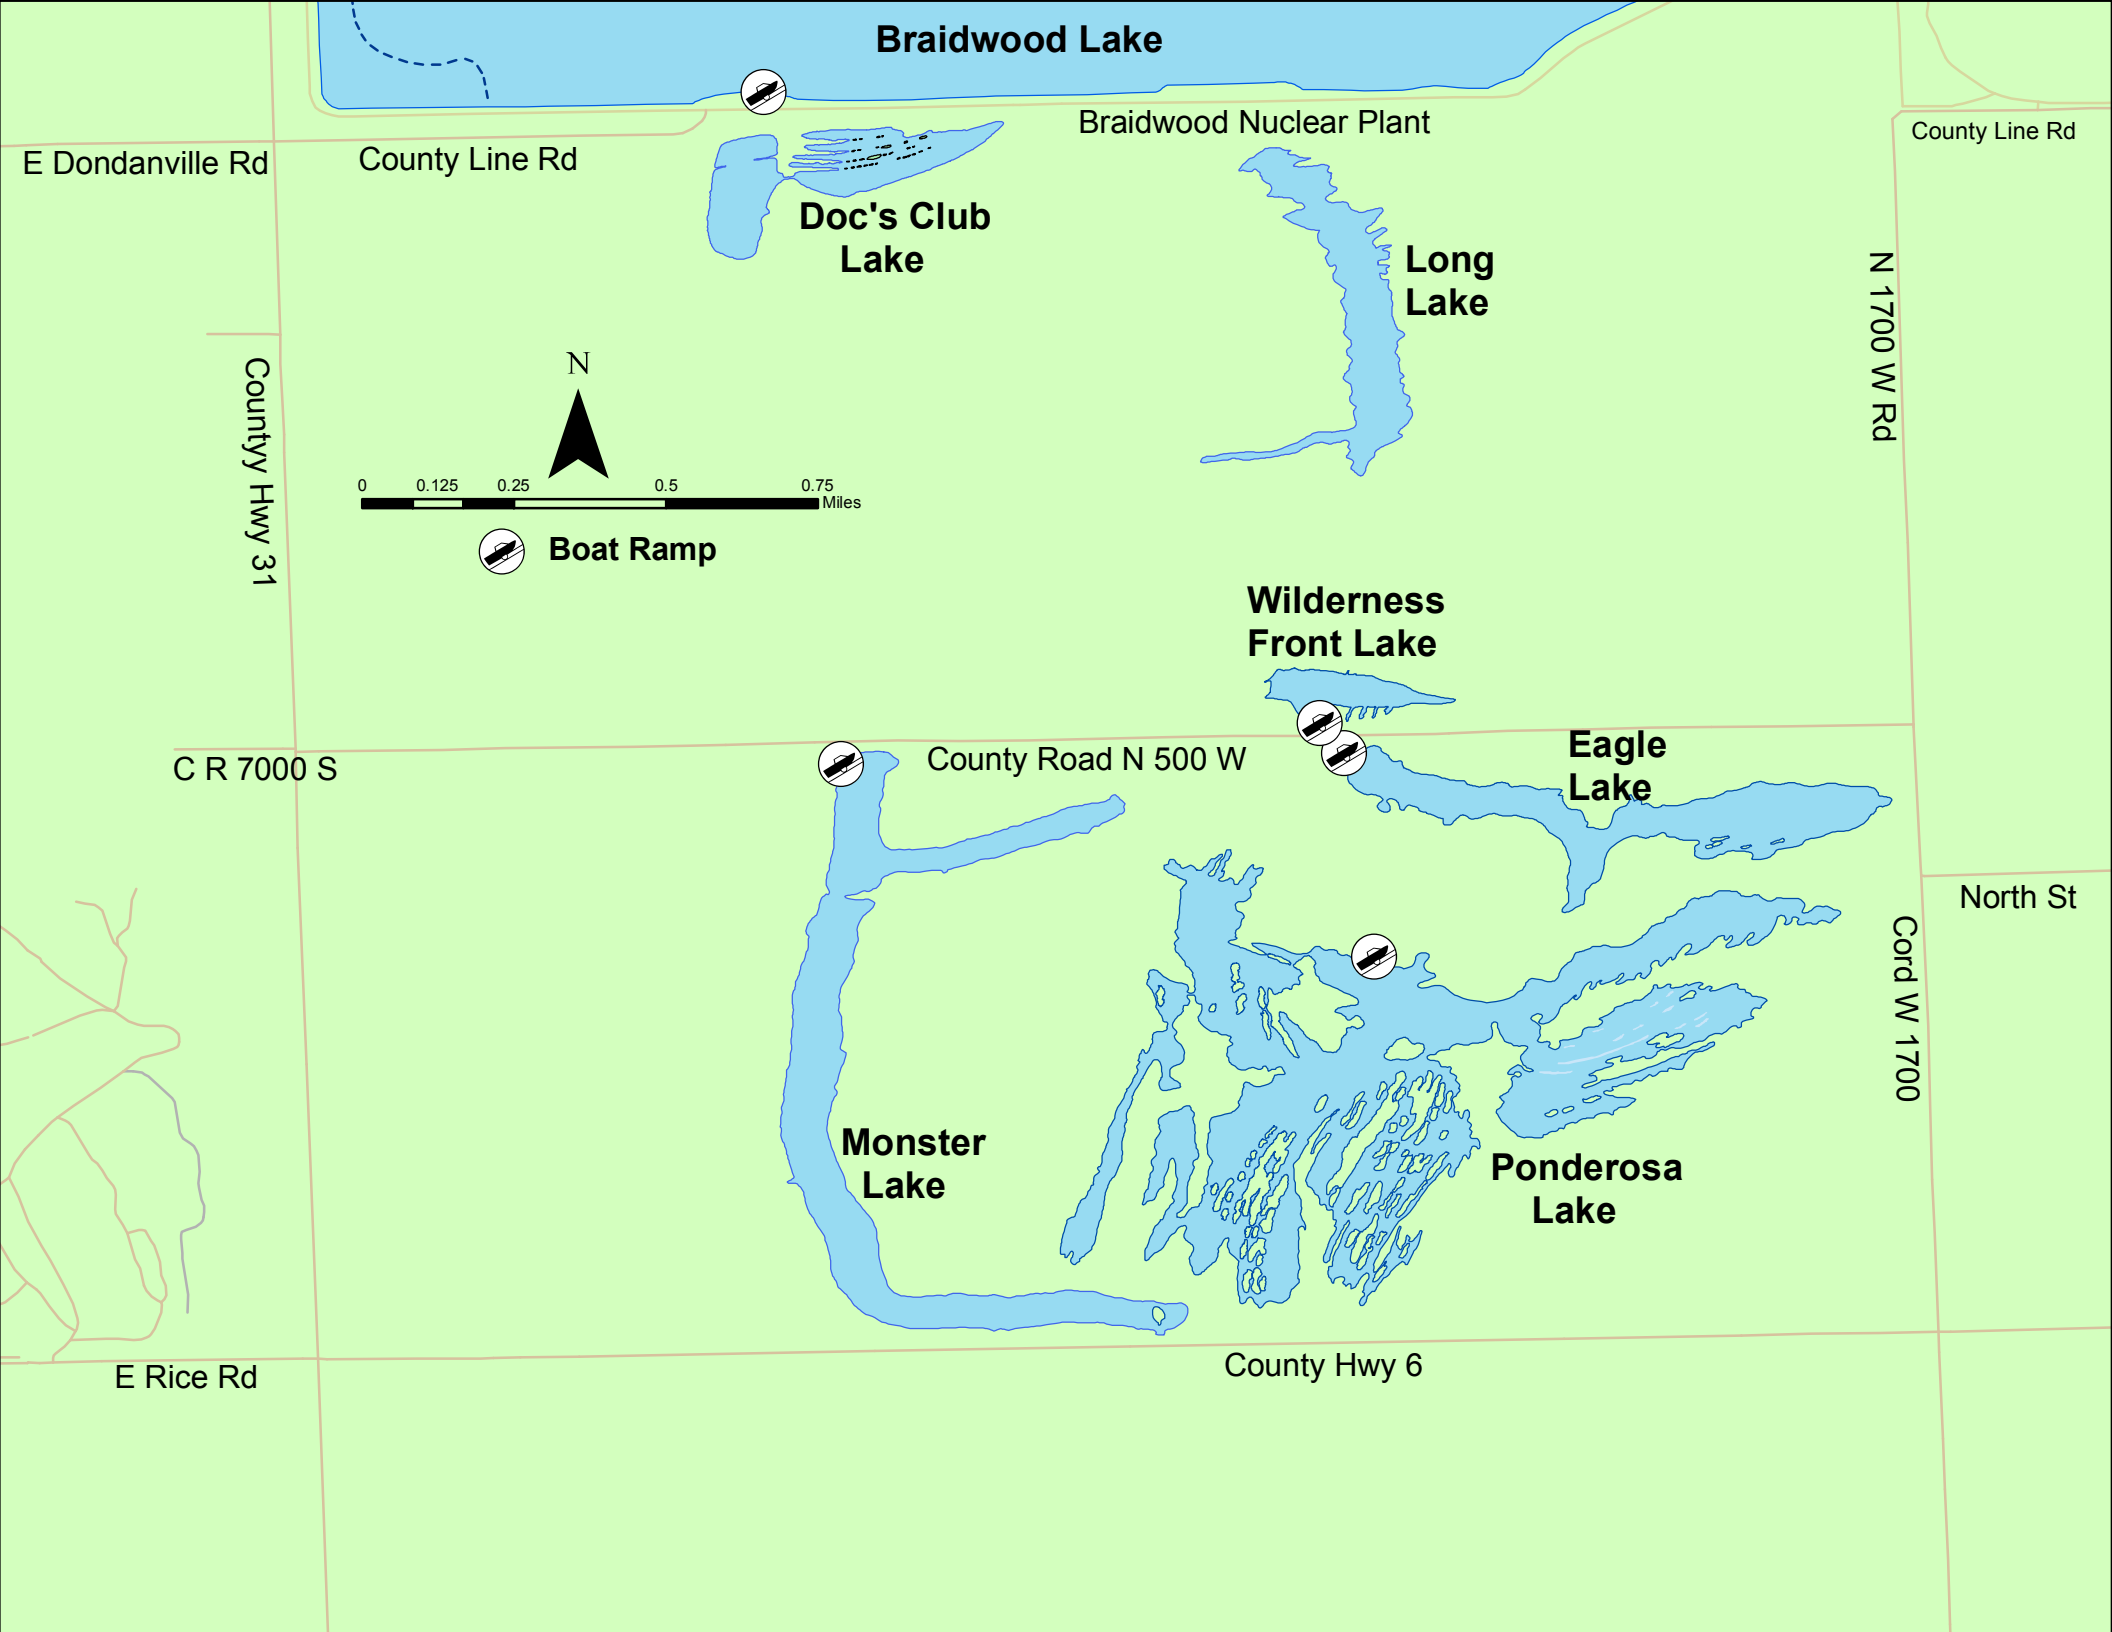 Braidwood Lake
Braidwood Nuclear Plant
County Line Rd
E Dondanville Rd
County Line Rd
Doc's Club
Lake
Long
Lake
N 1700 W Rd
N
Countyy Hwy 31
0 0.125 0.25 0.5 0.75
Miles
Boat Ramp
Wilderness
Front Lake
Eagle
Lake
County Road N 500 W
C R 7000 S
North St
Cord W 1700
Monster
Lake
Ponderosa
Lake
County Hwy 6
E Rice Rd